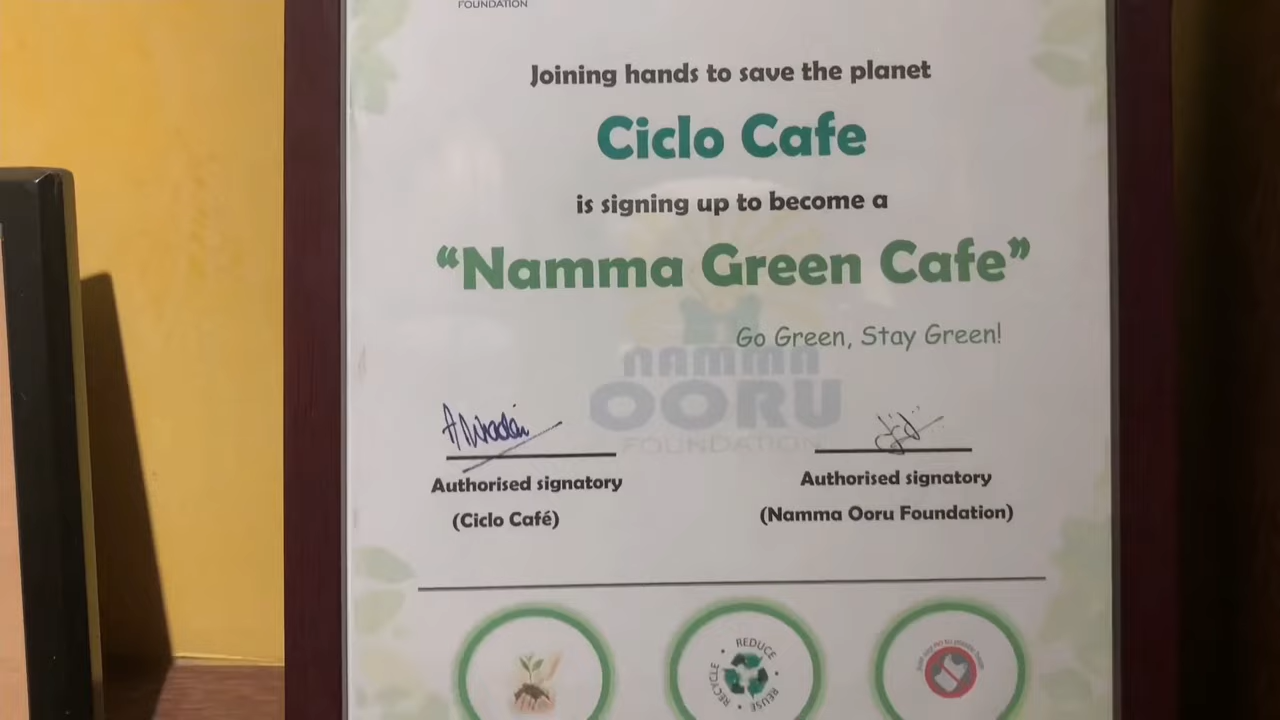 FOUNDATION
Joining hands to save the planet
Ciclo Cafe
is signing up to become a
“Namma Green Cafe”
Go Green, Stay Green!
NAMMA
OORU
FOUNDATION
Authorised signatory
(Ciclo Café)
Authorised signatory
(Namma Ooru Foundation)
REDUCE
REUSE
RECYCLE